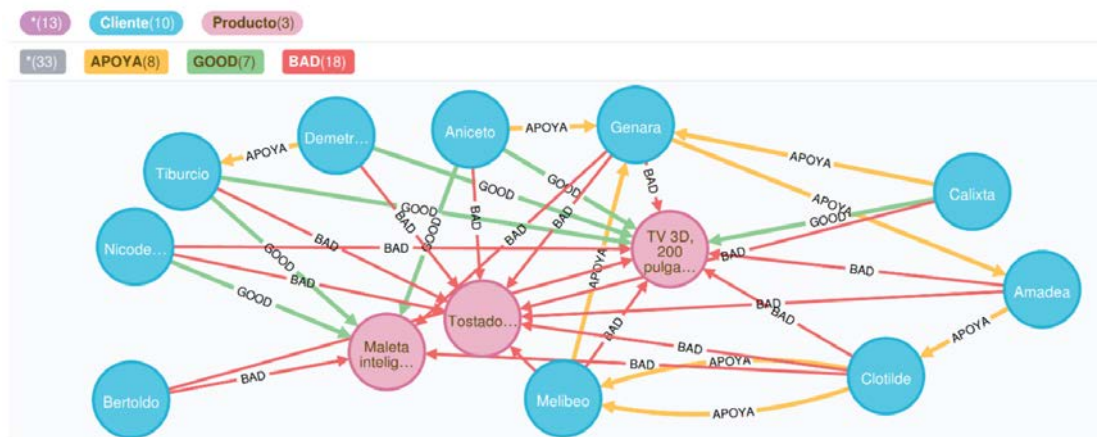 *(13) Cliente(10) Producto(3)
*(33) APOYA(8) GOOD(7) BAD(18)
Demetr…
Aniceto
APOYA
Genara
APOYA
Tiburcio
APOYA
BAD
Calixta
GOOD
GOOD
GOOD
APOYA
GOOD
BAD
BAD
BAD
BAD
GOOD
GOOD
Nicode…
BAD
BAD
TV 3D,
200
pulga…
BAD
GOOD
BAD
APOYA
BAD
Amadea
GOOD
BAD
BAD
Tostado…
BAD
BAD
APOYA
Maleta
intelig…
BAD
APOYA
BAD
Clotilde
BAD
Bertoldo
Melibeo
APOYA